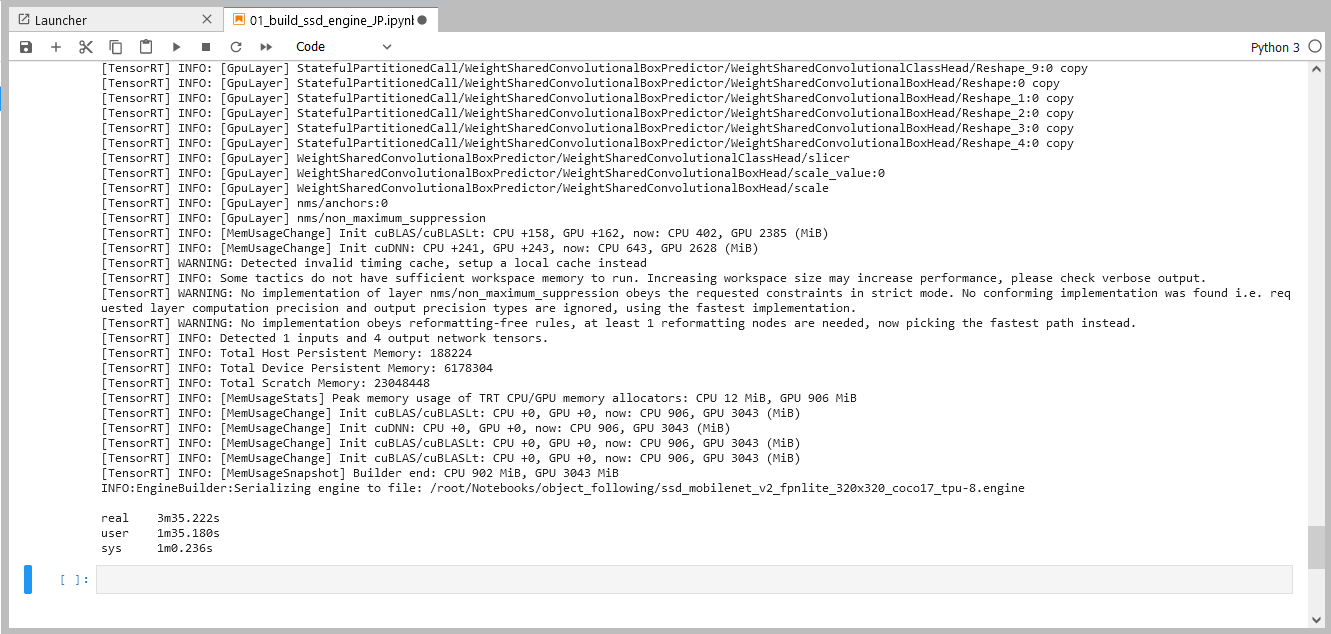 Launcher
01_build_ssd_engine_JP.ipynb
Code
Python 3
[TensorRT] INFO: [GpuLayer] StatefulPartitionedCall/WeightSharedConvolutionalBoxPredictor/WeightSharedConvolutionalClassHead/Reshape_9:0 copy
[TensorRT] INFO: [GpuLayer] StatefulPartitionedCall/WeightSharedConvolutionalBoxPredictor/WeightSharedConvolutionalBoxHead/Reshape:0 copy
[TensorRT] INFO: [GpuLayer] StatefulPartitionedCall/WeightSharedConvolutionalBoxPredictor/WeightSharedConvolutionalBoxHead/Reshape_1:0 copy
[TensorRT] INFO: [GpuLayer] StatefulPartitionedCall/WeightSharedConvolutionalBoxPredictor/WeightSharedConvolutionalBoxHead/Reshape_2:0 copy
[TensorRT] INFO: [GpuLayer] StatefulPartitionedCall/WeightSharedConvolutionalBoxPredictor/WeightSharedConvolutionalBoxHead/Reshape_3:0 copy
[TensorRT] INFO: [GpuLayer] StatefulPartitionedCall/WeightSharedConvolutionalBoxPredictor/WeightSharedConvolutionalBoxHead/Reshape_4:0 copy
[TensorRT] INFO: [GpuLayer] WeightSharedConvolutionalBoxPredictor/WeightSharedConvolutionalClassHead/slicer
[TensorRT] INFO: [GpuLayer] WeightSharedConvolutionalBoxPredictor/WeightSharedConvolutionalBoxHead/scale_value:0
[TensorRT] INFO: [GpuLayer] WeightSharedConvolutionalBoxPredictor/WeightSharedConvolutionalBoxHead/scale
[TensorRT] INFO: [GpuLayer] nms/anchors:0
[TensorRT] INFO: [GpuLayer] nms/non_maximum_suppression
[TensorRT] INFO: [MemUsageChange] Init cuBLAS/cuBLASLt: CPU +158, GPU +162, now: CPU 402, GPU 2385 (MiB)
[TensorRT] INFO: [MemUsageChange] Init cuDNN: CPU +241, GPU +243, now: CPU 643, GPU 2628 (MiB)
[TensorRT] WARNING: Detected invalid timing cache, setup a local cache instead
[TensorRT] INFO: Some tactics do not have sufficient workspace memory to run. Increasing workspace size may increase performance, please check verbose output.
[TensorRT] WARNING: No implementation of layer nms/non_maximum_suppression obeys the requested constraints in strict mode. No conforming implementation was found i.e. req
uested layer computation precision and output precision types are ignored, using the fastest implementation.
[TensorRT] WARNING: No implementation obeys reformatting-free rules, at least 1 reformatting nodes are needed, now picking the fastest path instead.
[TensorRT] INFO: Detected 1 inputs and 4 output network tensors.
[TensorRT] INFO: Total Host Persistent Memory: 188224
[TensorRT] INFO: Total Device Persistent Memory: 6178304
[TensorRT] INFO: Total Scratch Memory: 23048448
[TensorRT] INFO: [MemUsageStats] Peak memory usage of TRT CPU/GPU memory allocators: CPU 12 MiB, GPU 906 MiB
[TensorRT] INFO: [MemUsageChange] Init cuBLAS/cuBLASLt: CPU +0, GPU +0, now: CPU 906, GPU 3043 (MiB)
[TensorRT] INFO: [MemUsageChange] Init cuDNN: CPU +0, GPU +0, now: CPU 906, GPU 3043 (MiB)
[TensorRT] INFO: [MemUsageChange] Init cuBLAS/cuBLASLt: CPU +0, GPU +0, now: CPU 906, GPU 3043 (MiB)
[TensorRT] INFO: [MemUsageChange] Init cuBLAS/cuBLASLt: CPU +0, GPU +0, now: CPU 906, GPU 3043 (MiB)
[TensorRT] INFO: [MemUsageSnapshot] Builder end: CPU 902 MiB, GPU 3043 MiB
INFO:EngineBuilder:Serializing engine to file: /root/Notebooks/object_following/ssd_mobilenet_v2_fpnlite_320x320_coco17_tpu-8.engine
real 3m35.222s
user 1m35.180s
sys 1m0.236s
[ ]: